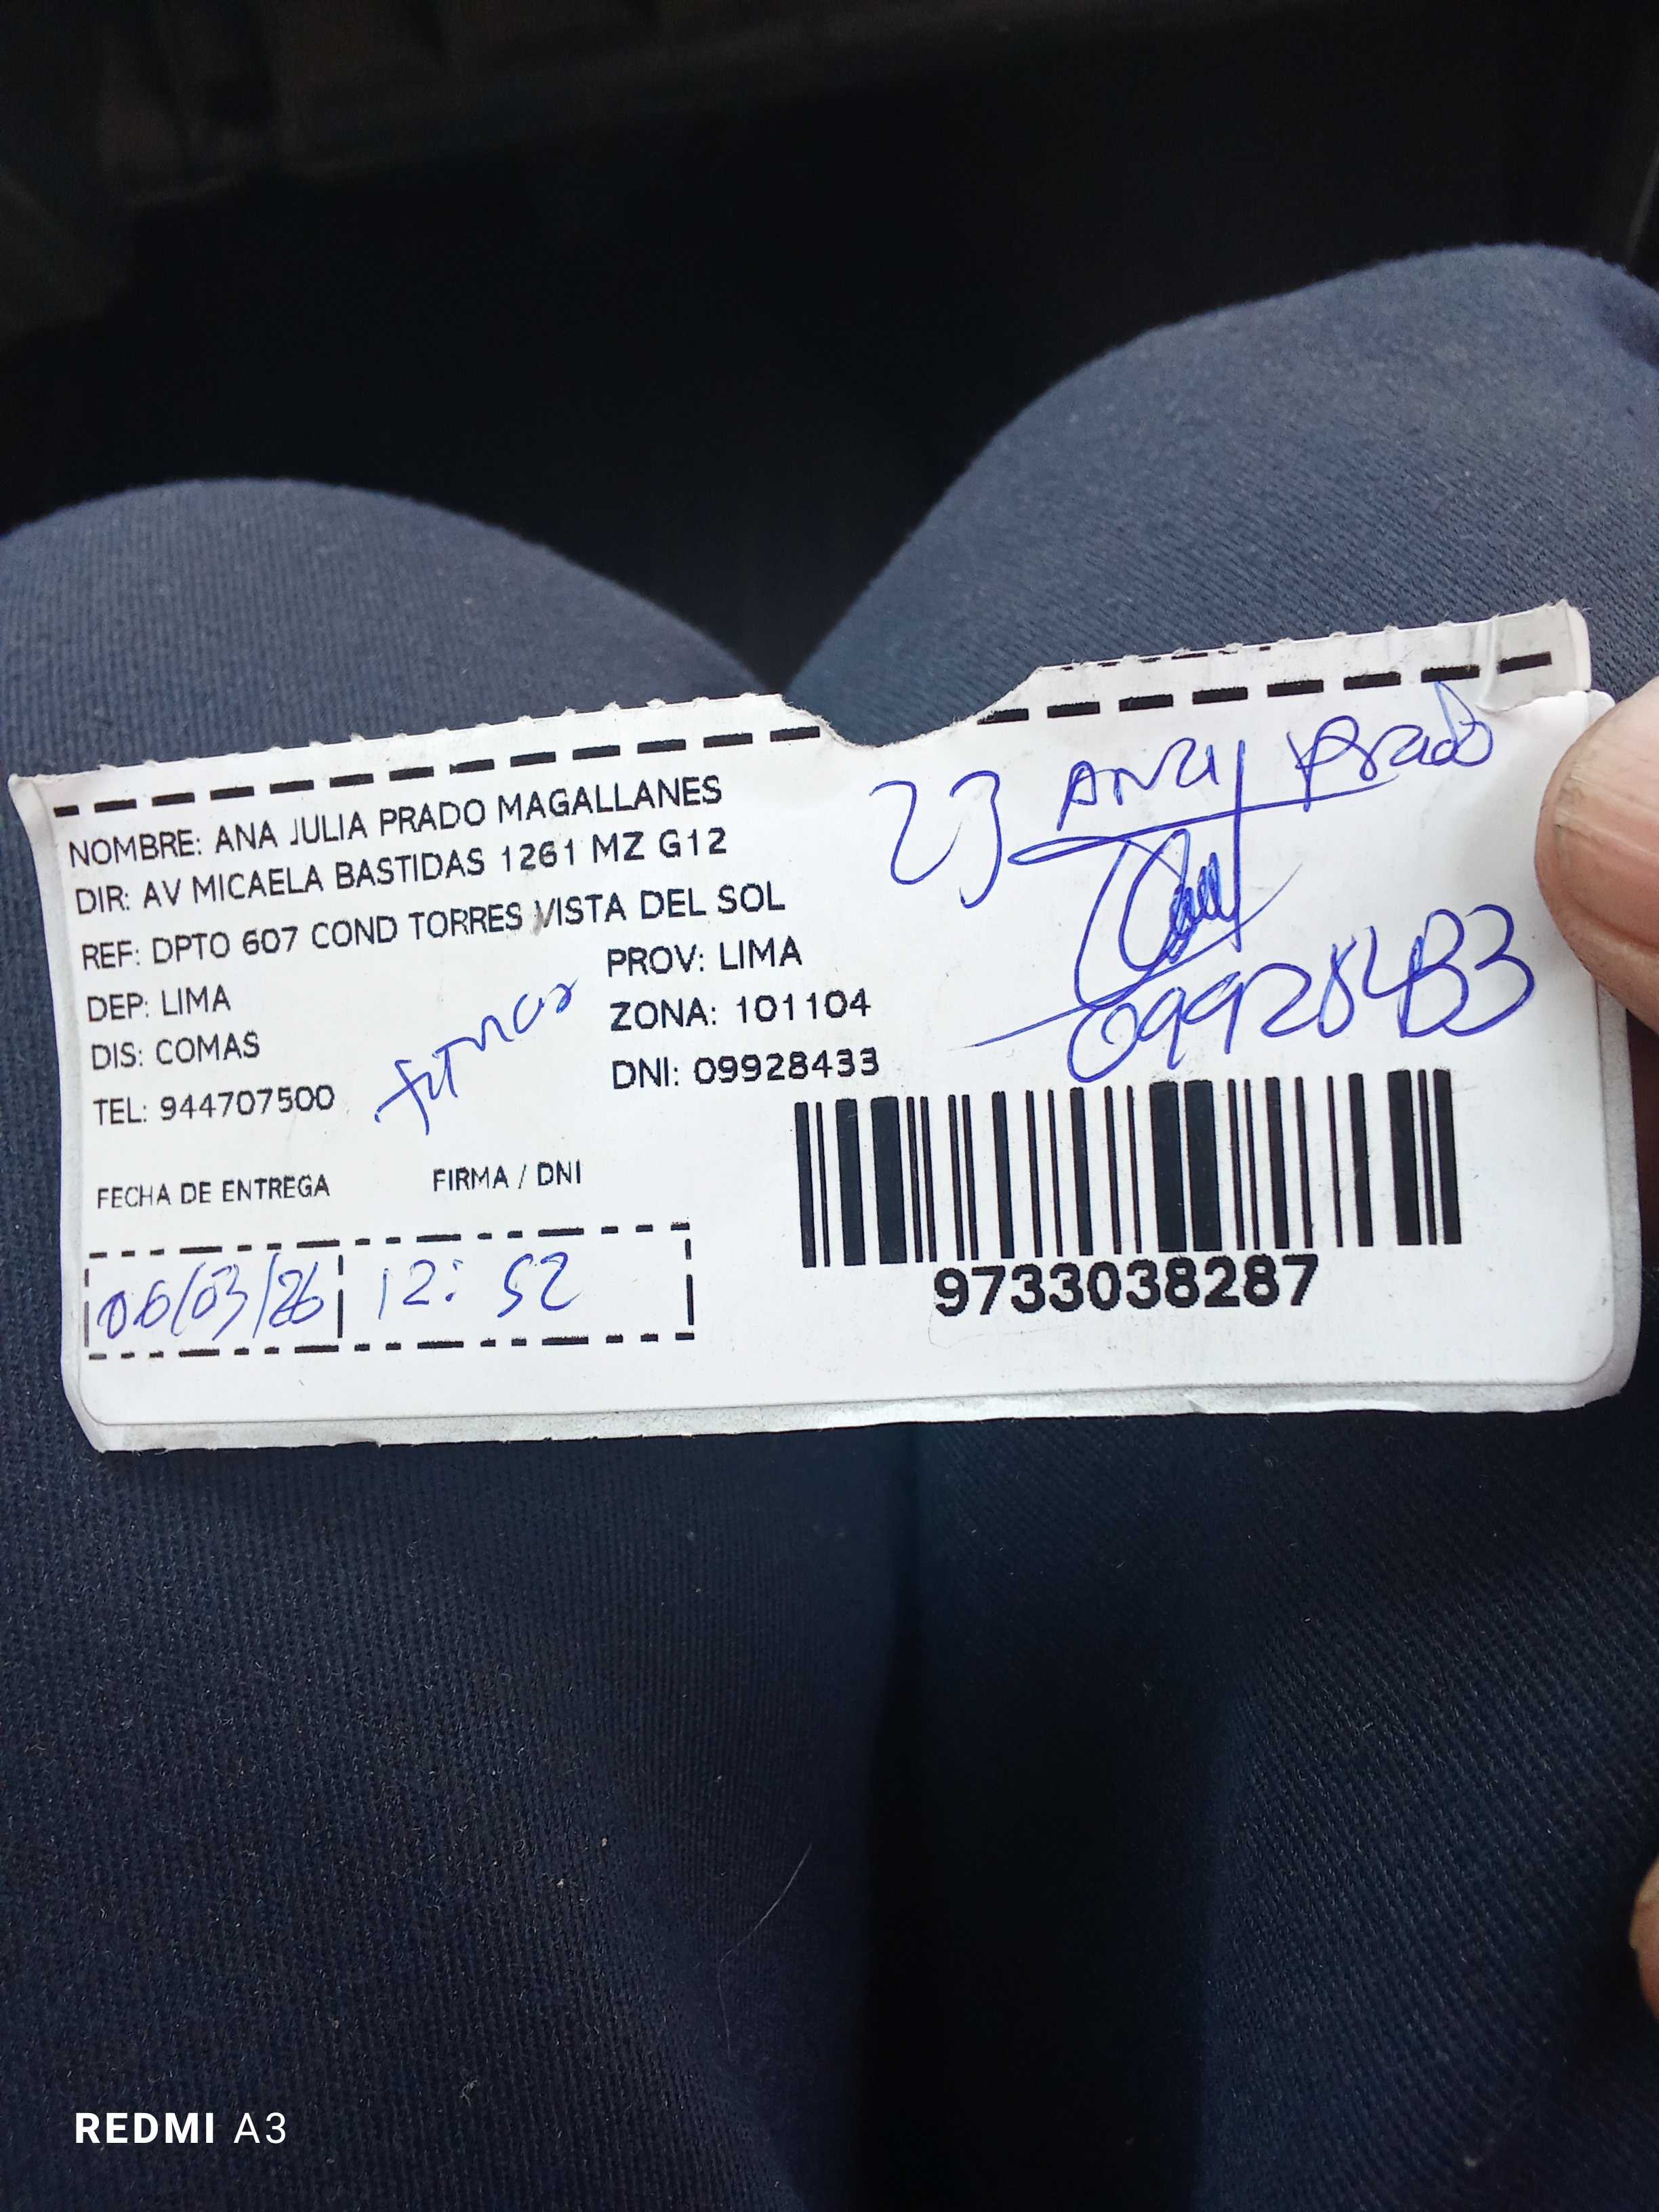 NOMBRE: ANA JULIA PRADO MAGALLANES
DIR: AV MICAELA BASTIDAS 1261 MZ G12
REF: DPTO 607 COND TORRES VISTA DEL SOL
DEP: LIMA
PROV: LIMA
DIS: COMAS
ZONA: 101104
TEL: 944707500
DNI: 09928433
FECHA DE ENTREGA
FIRMA / DNI
06/03/26
12: 52
23
Prado
09928433
9733038287
REDMI A3